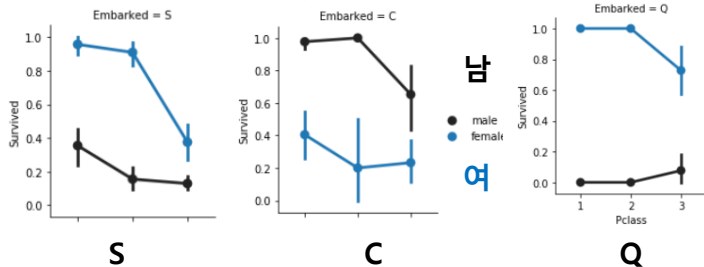 Embarked = S
1.0
0.8
0.6
0.4
0.2
0.0
Survived
S
Embarked = C
1.0
0.8
0.6
0.4
0.2
0.0
Survived
C
남
male
female
여
Embarked = Q
1.0
0.8
0.6
0.4
0.2
0.0
Survived
1 2 3
Pclass
Q